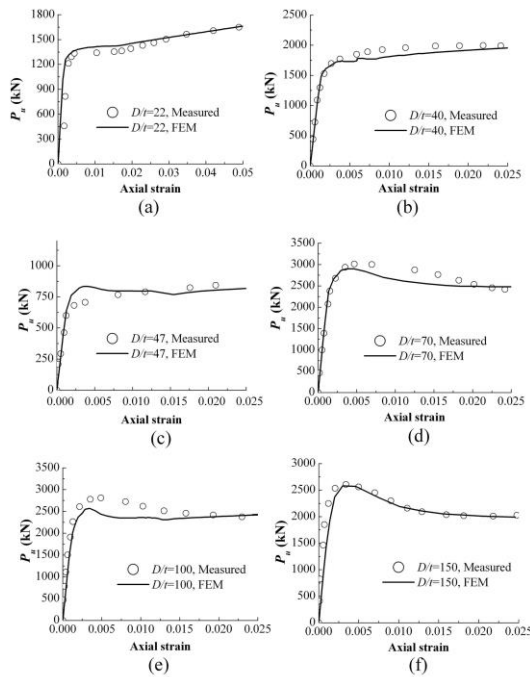 1800
1500
1200
900
600
300
0
P_u (kN)
D/t=22, Measured
D/t=22, FEM
0.00 0.01 0.02 0.03 0.04 0.05
Axial strain
(a)
2500
2000
1500
1000
500
0
P_u (kN)
D/t=40, Measured
D/t=40, FEM
0.000 0.005 0.010 0.015 0.020 0.025
Axial strain
(b)
1000
750
500
250
0
P_u (kN)
D/t=47, Measured
D/t=47, FEM
0.000 0.005 0.010 0.015 0.020 0.025
Axial strain
(c)
3500
3000
2500
2000
1500
1000
500
0
P_u (kN)
D/t=70, Measured
D/t=70, FEM
0.000 0.005 0.010 0.015 0.020 0.025
Axial strain
(d)
3500
3000
2500
2000
1500
1000
500
0
P_u (kN)
D/t=100, Measured
D/t=100, FEM
0.000 0.005 0.010 0.015 0.020 0.025
Axial strain
(e)
3000
2500
2000
1500
1000
500
0
P_u (kN)
D/t=150, Measured
D/t=150, FEM
0.000 0.005 0.010 0.015 0.020 0.025
Axial strain
(f)